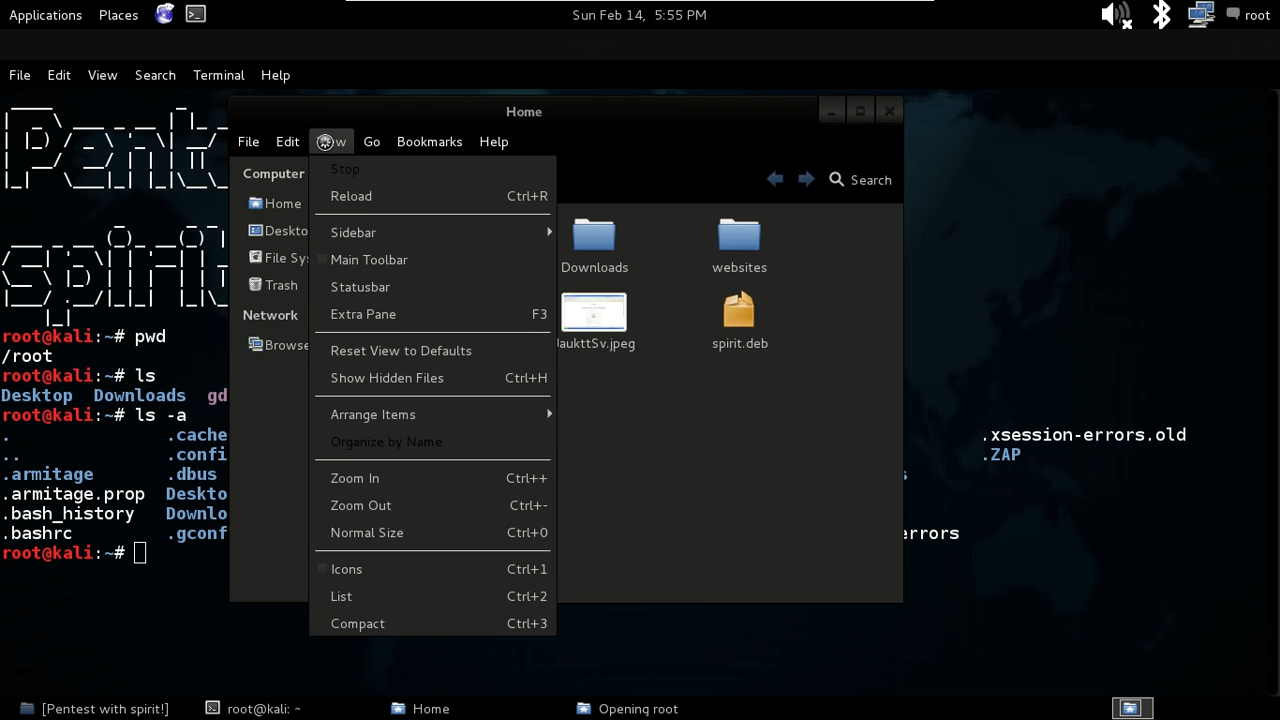 Applications Places Sun Feb 14, 5:55 PM root
File Edit View Search Terminal Help
Home
File Edit Go Bookmarks Help
Computer
Home
File
Trash
Network
Stop
Reload Ctrl+R
Sidebar
Main Toolbar
Statusbar
Extra Pane F3
Reset View to Defaults
Show Hidden Files Ctrl+H
Arrange Items
Organize by Name
Zoom In Ctrl++
Zoom Out Ctrl+-
Normal Size Ctrl+0
Icons Ctrl+1
List Ctrl+2
Compact Ctrl+3
Search
Downloads websites
spirit.deb
spirit
root@kali:~# pwd
/root
root@kali:~# ls
Desktop Downloads
root@kali:~# ls -a
. .cache .xsession-errors.old
.. .ZAP
.armitage .dbus
.armitage.prop
.bash_history
.bashrc
root@kali:~#
[Pentest with spirit!] root@kali: ~ Home Opening root